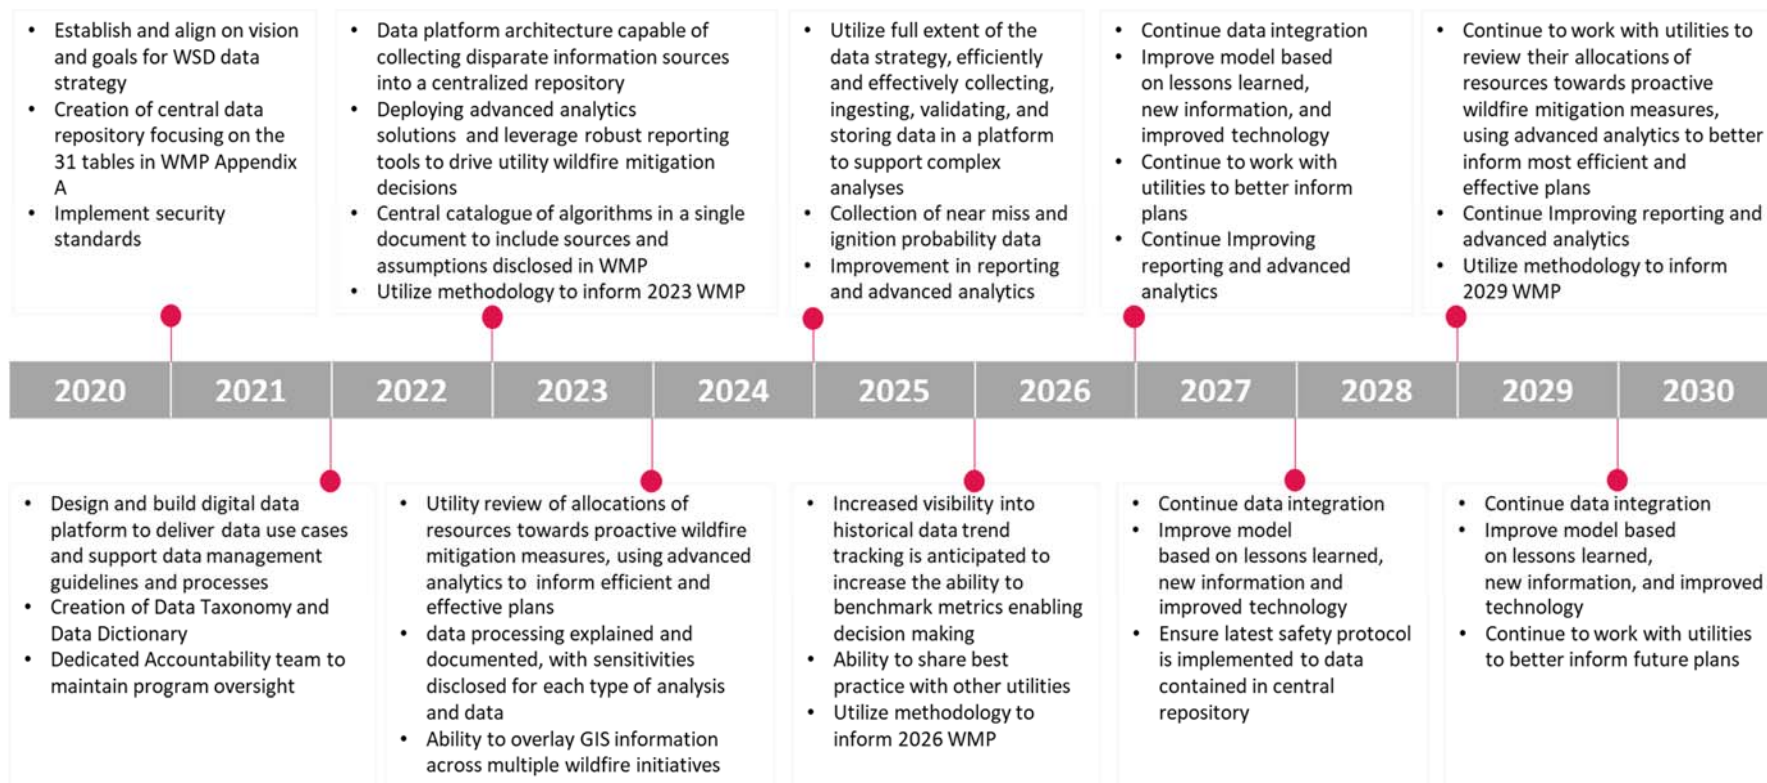 • Establish and align on vision
and goals for WSD data
strategy
• Creation of central data
repository focusing on the
31 tables in WMP Appendix
A
• Implement security
standards
• Data platform architecture capable of
collecting disparate information sources
into a centralized repository
• Deploying advanced analytics
solutions and leverage robust reporting
tools to drive utility wildfire mitigation
decisions
• Central catalogue of algorithms in a single
document to include sources and
assumptions disclosed in WMP
• Utilize methodology to inform 2023 WMP
• Utilize full extent of the
data strategy, efficiently
and effectively collecting,
ingesting, validating, and
storing data in a platform
to support complex
analyses
• Collection of near miss and
ignition probability data
• Improvement in reporting
and advanced analytics
• Continue data integration
• Improve model based
on lessons learned,
new information, and
improved technology
• Continue to work with
utilities to better inform
plans
• Continue Improving
reporting and advanced
analytics
• Continue to work with utilities to
review their allocations of
resources towards proactive
wildfire mitigation measures,
using advanced analytics to better
inform most efficient and
effective plans
• Continue Improving reporting and
advanced analytics
• Utilize methodology to inform
2029 WMP
2020 2021 2022 2023 2024 2025 2026 2027 2028 2029 2030
• Design and build digital data
platform to deliver data use cases
and support data management
guidelines and processes
• Creation of Data Taxonomy and
Data Dictionary
• Dedicated Accountability team to
maintain program oversight
• Utility review of allocations of
resources towards proactive wildfire
mitigation measures, using advanced
analytics to inform efficient and
effective plans
• data processing explained and
documented, with sensitivities
disclosed for each type of analysis
and data
• Ability to overlay GIS information
across multiple wildfire initiatives
• Increased visibility into
historical data trend
tracking is anticipated to
increase the ability to
benchmark metrics enabling
decision making
• Ability to share best
practice with other utilities
• Utilize methodology to
inform 2026 WMP
• Continue data integration
• Improve model
based on lessons learned,
new information and
improved technology
• Ensure latest safety protocol
is implemented to data
contained in central
repository
• Continue data integration
• Improve model based
on lessons learned,
new information, and improved
technology
• Continue to work with utilities
to better inform future plans